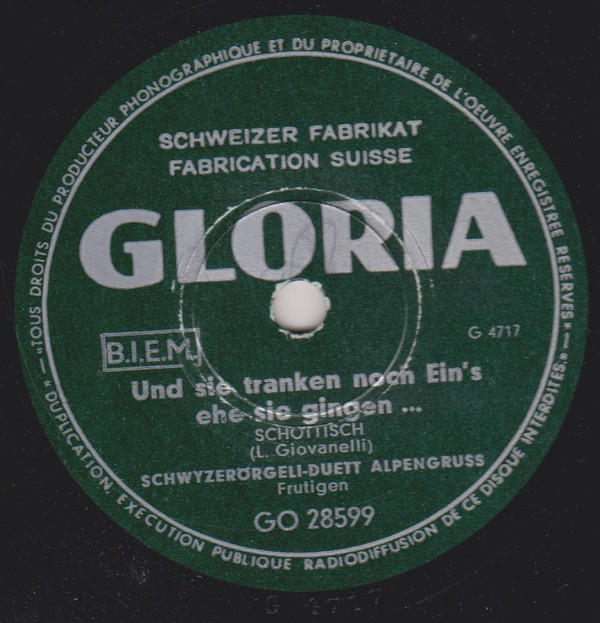 —"TOUS DROITS DU PRODUCTEUR PHONOGRAPHIQUE ET DU PROPRIETAIRE DE L'OEUVRE ENREGISTREE RESERVES"—
SCHWEIZER FABRIKAT
FABRICATION SUISSE
GLORIA
G 4717
B.I.E.M.
Und sie tranken noch Ein's
ehe sie gingen ...
SCHOTTISCH
(L. Giovanelli)
SCHWYZERÖRGELI-DUETT ALPENGRUSS
Frutigen
GO 28599
"DUPLICATION, EXECUTION PUBLIQUE RADIODIFFUSION DE CE DISQUE INTERDITES."
G 4717